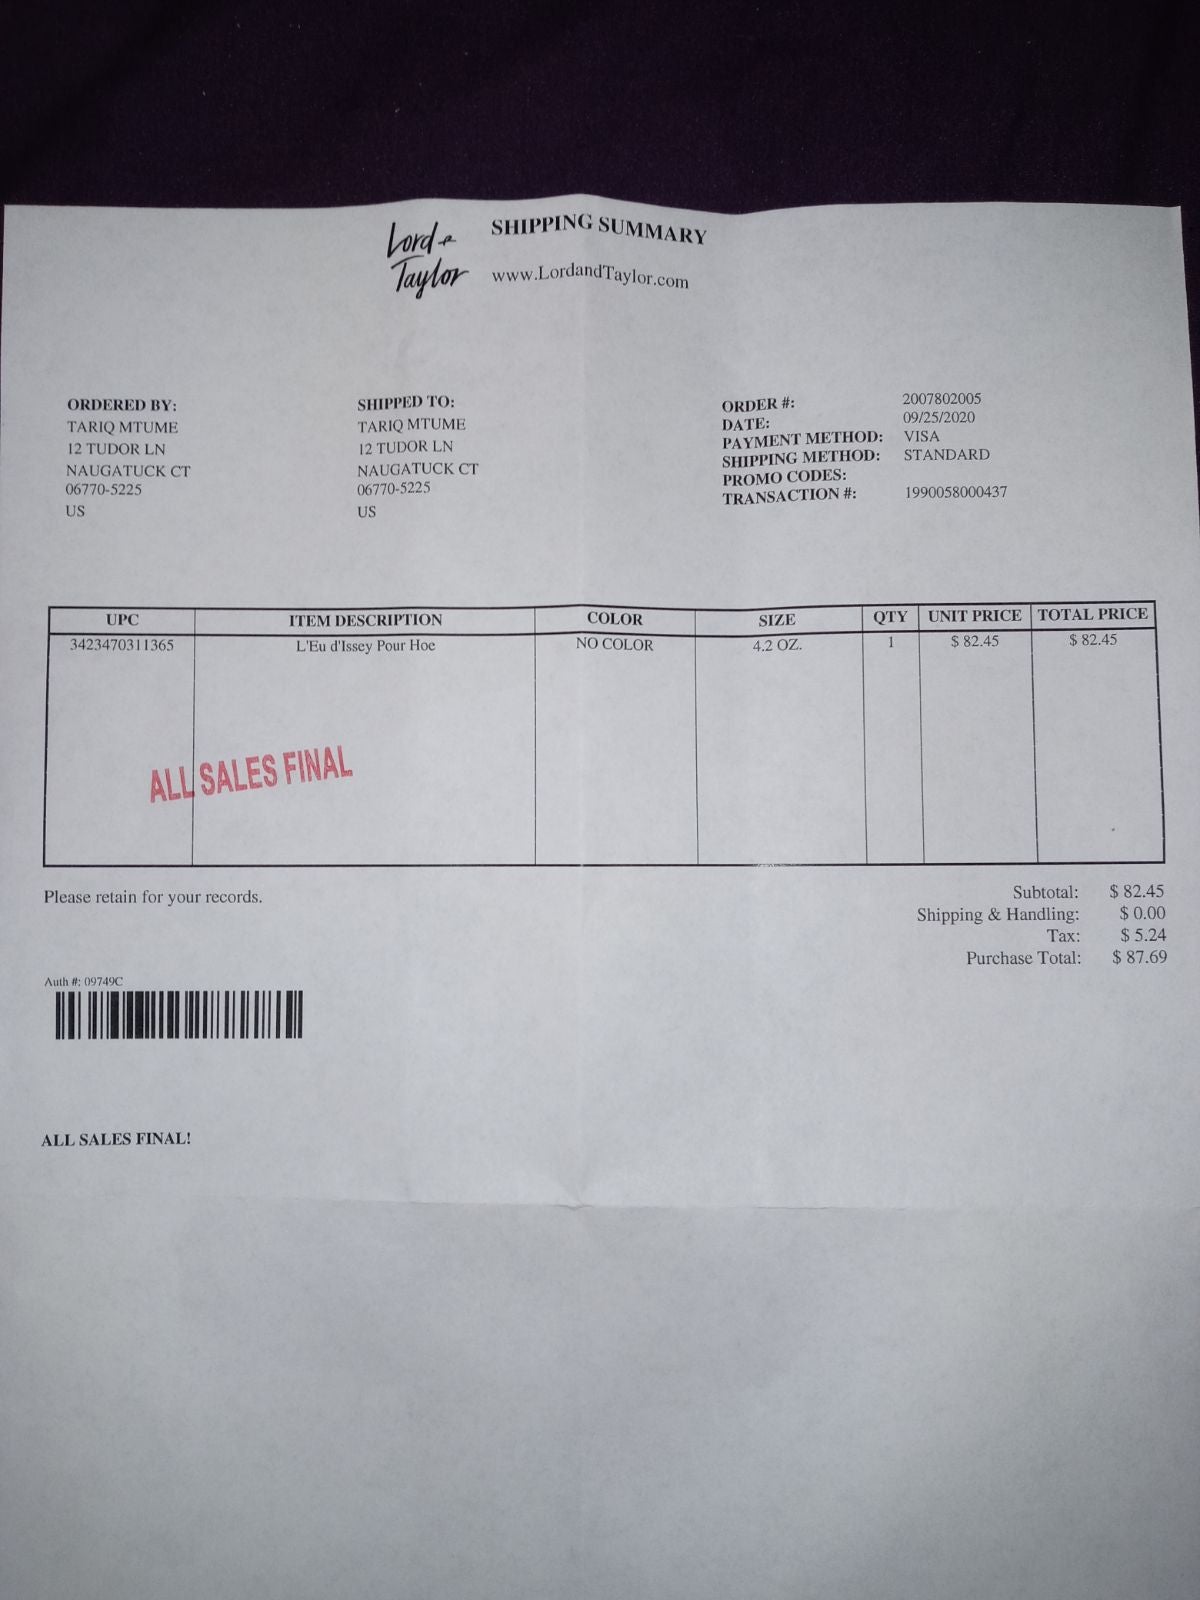 Lord &
Taylor
SHIPPING SUMMARY
www.LordandTaylor.com
ORDERED BY:
TARIQ MTUME
12 TUDOR LN
NAUGATUCK CT
06770-5225
US
SHIPPED TO:
TARIQ MTUME
12 TUDOR LN
NAUGATUCK CT
06770-5225
US
ORDER #: 2007802005
DATE: 09/25/2020
PAYMENT METHOD: VISA
SHIPPING METHOD: STANDARD
PROMO CODES:
TRANSACTION #: 1990058000437
UPC ITEM DESCRIPTION COLOR SIZE QTY UNIT PRICE TOTAL PRICE
3423470311365 L'Eu d'Issey Pour Hoe NO COLOR 4.2 OZ. 1 $ 82.45 $ 82.45
ALL SALES FINAL
Please retain for your records.
Subtotal: $ 82.45
Shipping & Handling: $ 0.00
Tax: $ 5.24
Purchase Total: $ 87.69
Auth #: 09749C
ALL SALES FINAL!